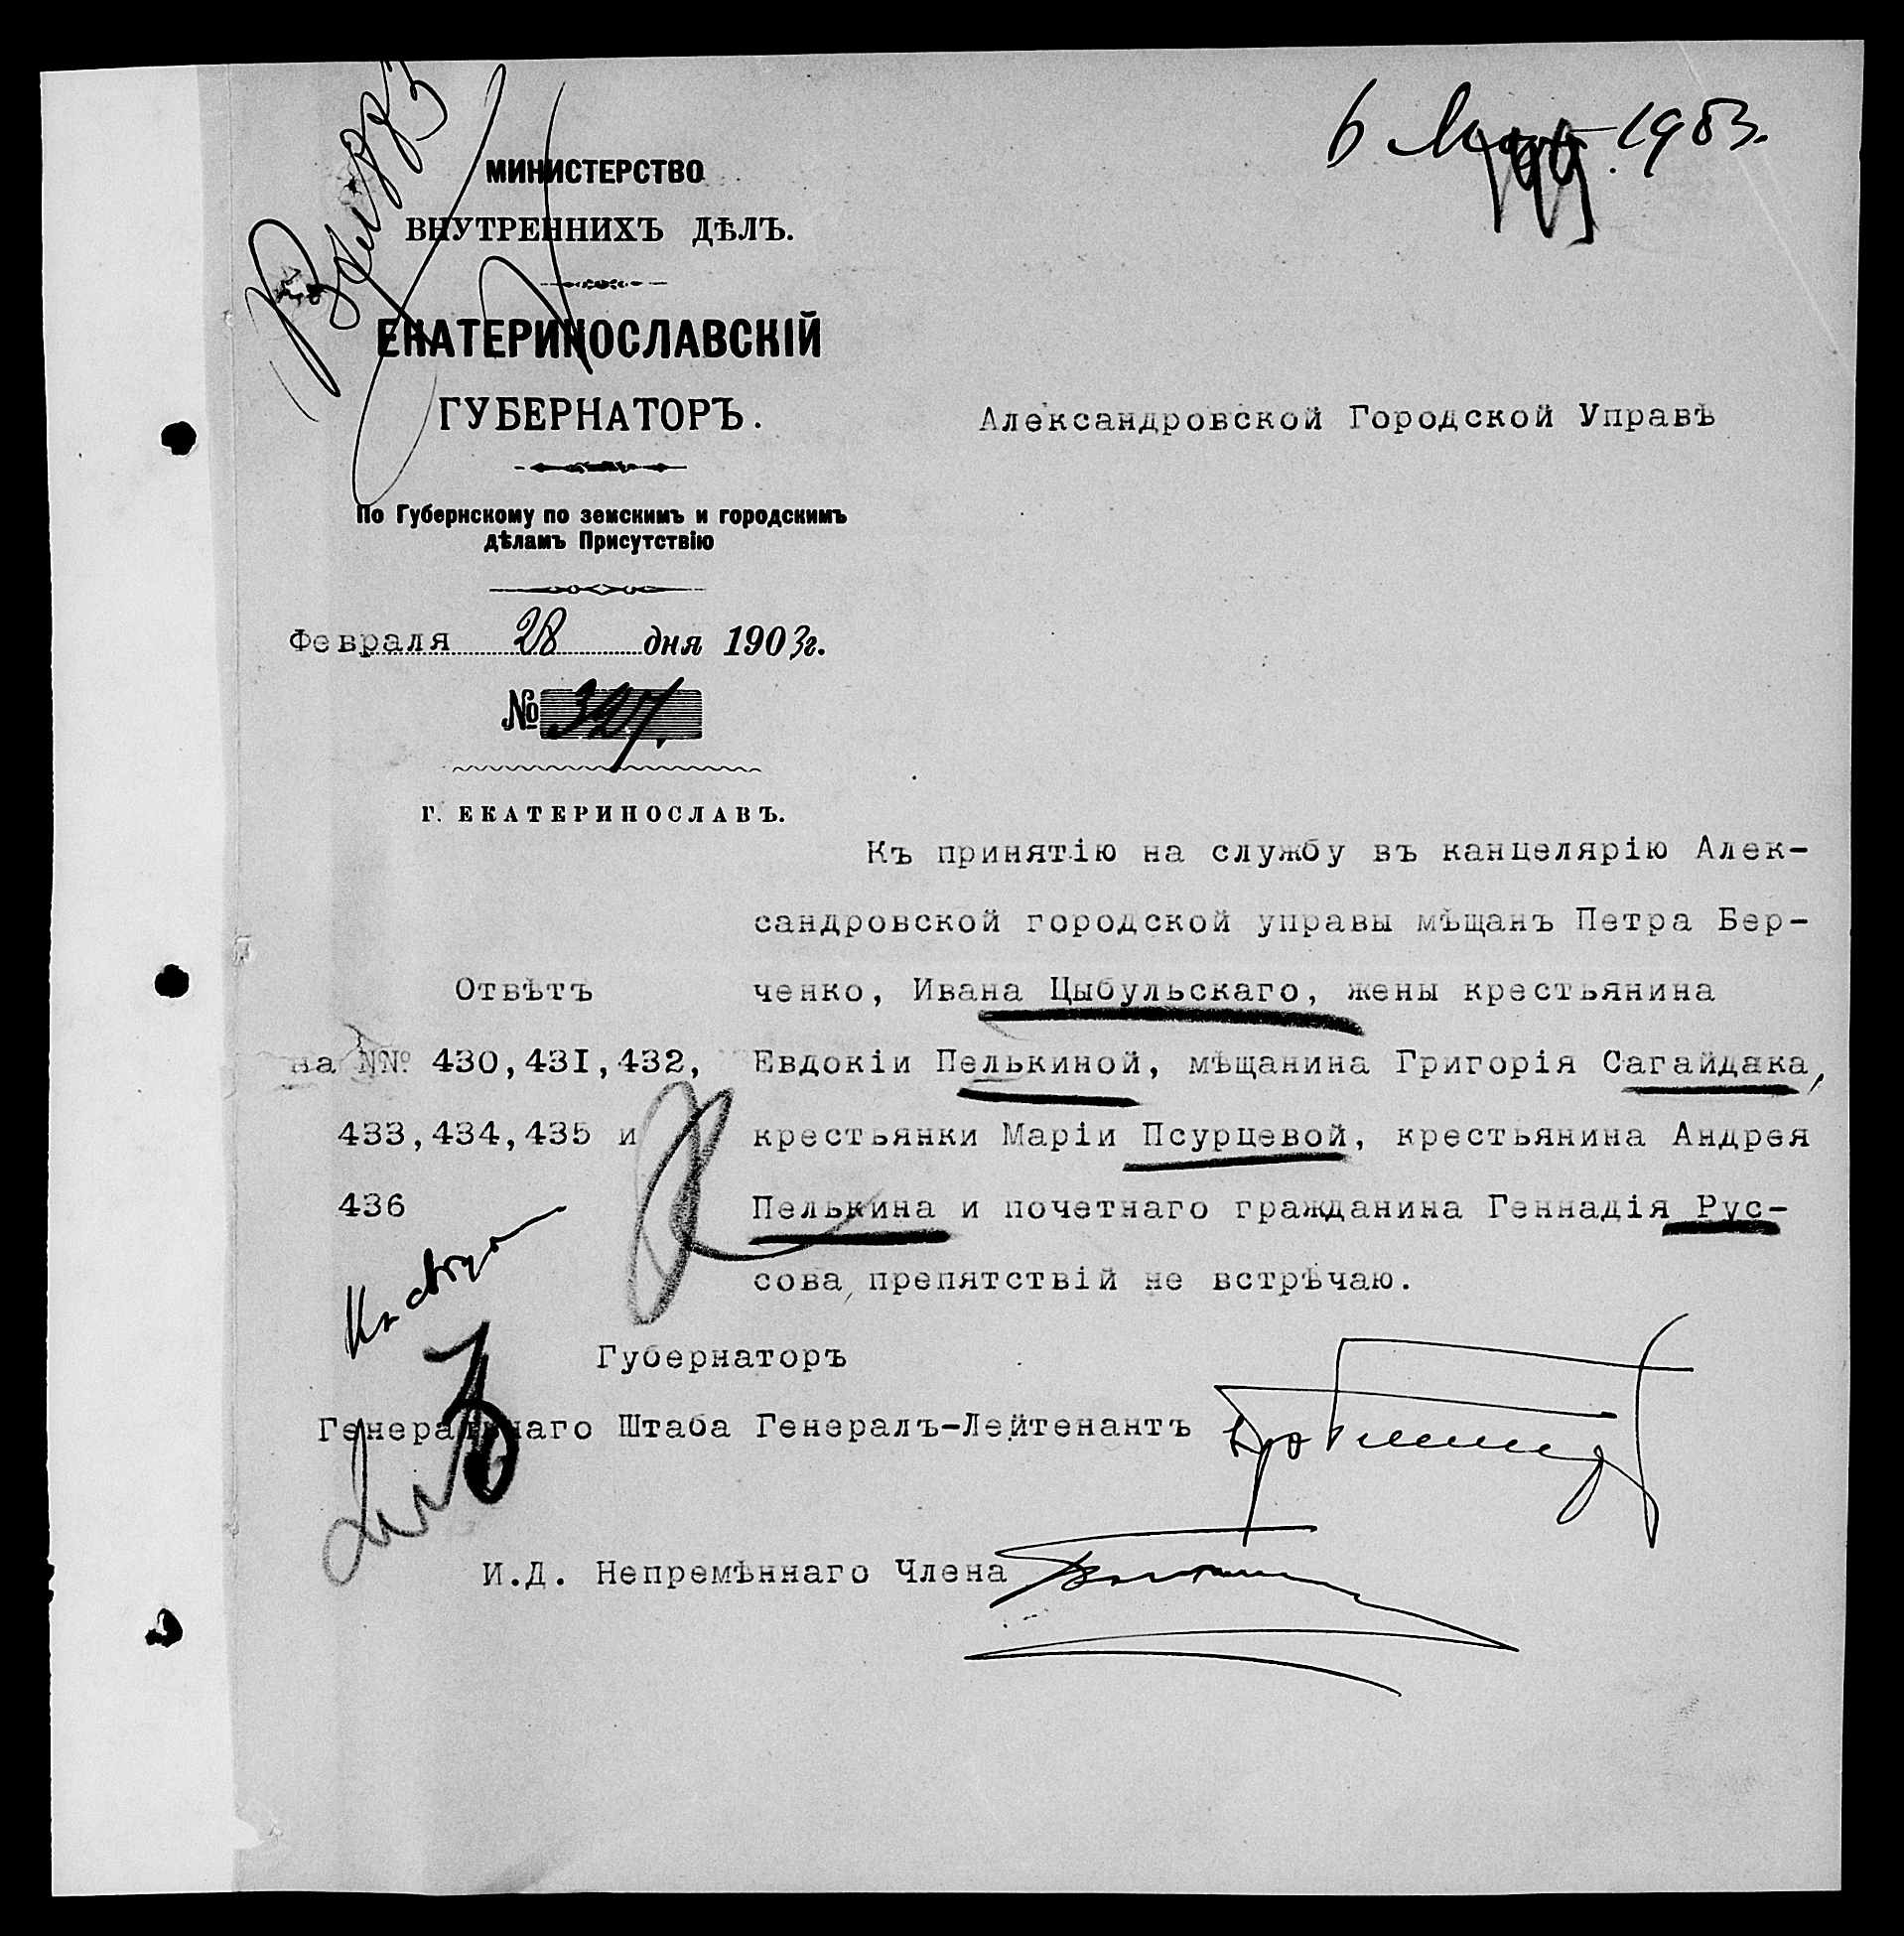 6 Марта 1903.
МИНИСТЕРСТВО
ВНУТРЕННИХЪ ДѢЛЪ.
ЕКАТЕРИНОСЛАВСКІЙ
ГУБЕРНАТОРЪ.
По Губернскому по земскимъ и городскимъ
дѣламъ Присутствію
Февраля 28 дня 1903г.
№ 327.
Г. ЕКАТЕРИНОСЛАВЪ.
Александровской Городской Управѣ
Отвѣтъ
на №№ 430,431,432,
433,434,435 и
436
Къ принятію на службу въ канцелярію Алек-
сандровской городской управы мѣщанъ Петра Бер-
ченко, Ивана Цыбульскаго, жены крестьянина
Евдокіи Пелькиной, мѣщанина Григорія Сагайдака,
крестьянки Маріи Псурцевой, крестьянина Андрея
Пелькина и почетнаго гражданина Геннадія Рус-
сова, препятствій не встрѣчаю.
Губернаторъ
Генеральнаго Штаба Генералъ-Лейтенантъ
И.Д. Непремѣннаго Члена